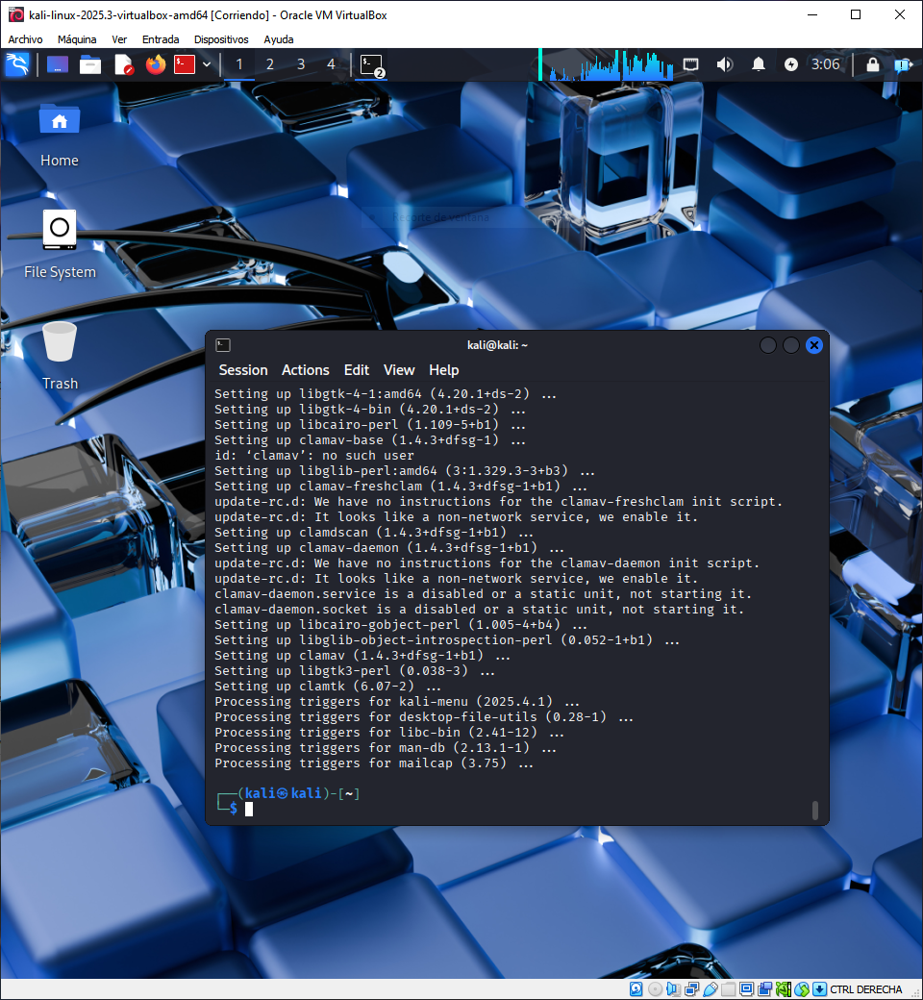 kali-linux-2025.3-virtualbox-amd64 [Corriendo] - Oracle VM VirtualBox
Archivo Máquina Ver Entrada Dispositivos Ayuda
1 2 3 4 2 3:06
Home
Recorte de ventana
File System
Trash
kali@kali: ~
Session Actions Edit View Help
Setting up libgtk-4-1:amd64 (4.20.1+ds-2) ...
Setting up libgtk-4-bin (4.20.1+ds-2) ...
Setting up libcairo-perl (1.109-5+b1) ...
Setting up clamav-base (1.4.3+dfsg-1) ...
id: ‘clamav’: no such user
Setting up libglib-perl:amd64 (3:1.329.3-3+b3) ...
Setting up clamav-freshclam (1.4.3+dfsg-1+b1) ...
update-rc.d: We have no instructions for the clamav-freshclam init script.
update-rc.d: It looks like a non-network service, we enable it.
Setting up clamdscan (1.4.3+dfsg-1+b1) ...
Setting up clamav-daemon (1.4.3+dfsg-1+b1) ...
update-rc.d: We have no instructions for the clamav-daemon init script.
update-rc.d: It looks like a non-network service, we enable it.
clamav-daemon.service is a disabled or a static unit, not starting it.
clamav-daemon.socket is a disabled or a static unit, not starting it.
Setting up libcairo-gobject-perl (1.005-4+b4) ...
Setting up libglib-object-introspection-perl (0.052-1+b1) ...
Setting up clamav (1.4.3+dfsg-1+b1) ...
Setting up libgtk3-perl (0.038-3) ...
Setting up clamtk (6.07-2) ...
Processing triggers for kali-menu (2025.4.1) ...
Processing triggers for desktop-file-utils (0.28-1) ...
Processing triggers for libc-bin (2.41-12) ...
Processing triggers for man-db (2.13.1-1) ...
Processing triggers for mailcap (3.75) ...
┌──(kali㉿kali)-[~]
└─$
CTRL DERECHA